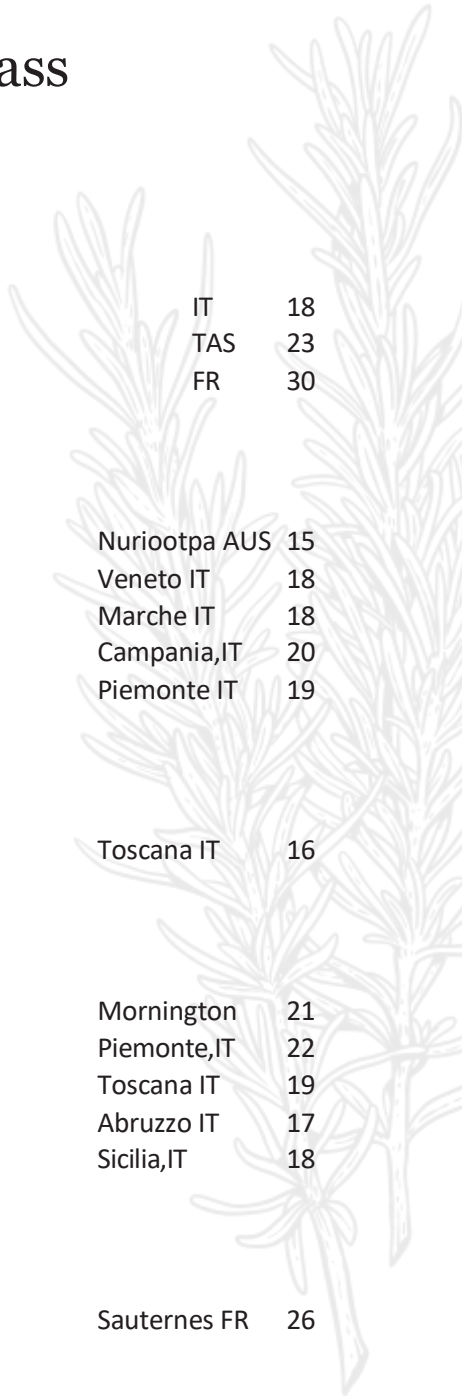 ass
IT 18
TAS 23
FR 30
Nuriootpa AUS 15
Veneto IT 18
Marche IT 18
Campania,IT 20
Piemonte IT 19
Toscana IT 16
Mornington 21
Piemonte,IT 22
Toscana IT 19
Abruzzo IT 17
Sicilia,IT 18
Sauternes FR 26